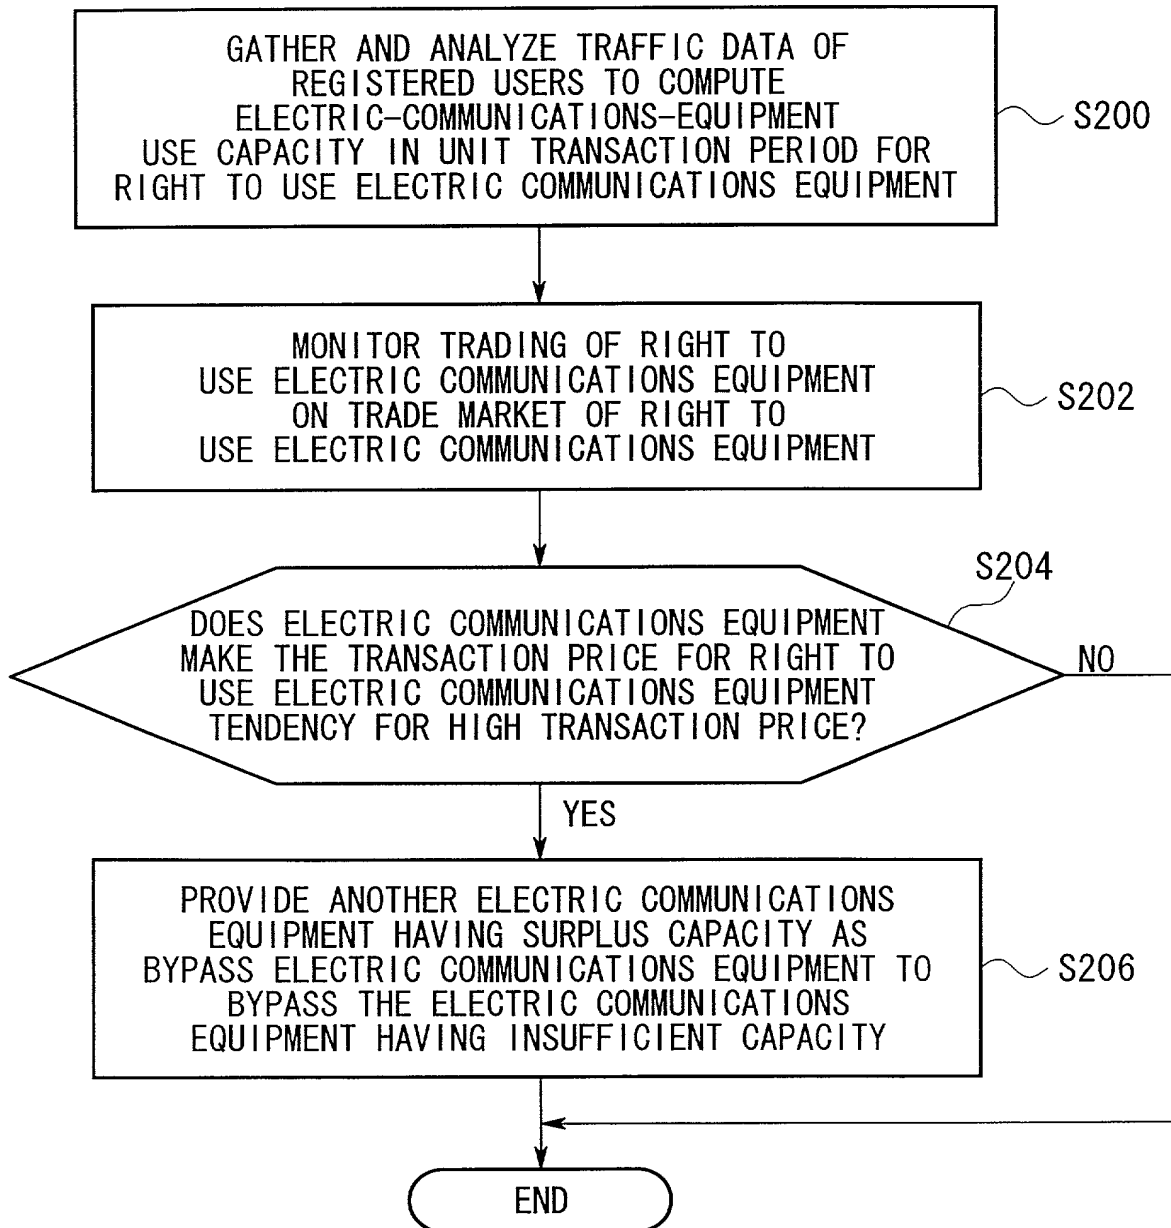 GATHER AND ANALYZE TRAFFIC DATA OF
REGISTERED USERS TO COMPUTE
ELECTRIC-COMMUNICATIONS-EQUIPMENT
USE CAPACITY IN UNIT TRANSACTION PERIOD FOR
RIGHT TO USE ELECTRIC COMMUNICATIONS EQUIPMENT
S200
MONITOR TRADING OF RIGHT TO
USE ELECTRIC COMMUNICATIONS EQUIPMENT
ON TRADE MARKET OF RIGHT TO
USE ELECTRIC COMMUNICATIONS EQUIPMENT
S202
S204
DOES ELECTRIC COMMUNICATIONS EQUIPMENT
MAKE THE TRANSACTION PRICE FOR RIGHT TO
USE ELECTRIC COMMUNICATIONS EQUIPMENT
TENDENCY FOR HIGH TRANSACTION PRICE?
NO
YES
PROVIDE ANOTHER ELECTRIC COMMUNICATIONS
EQUIPMENT HAVING SURPLUS CAPACITY AS
BYPASS ELECTRIC COMMUNICATIONS EQUIPMENT TO
BYPASS THE ELECTRIC COMMUNICATIONS
EQUIPMENT HAVING INSUFFICIENT CAPACITY
S206
END